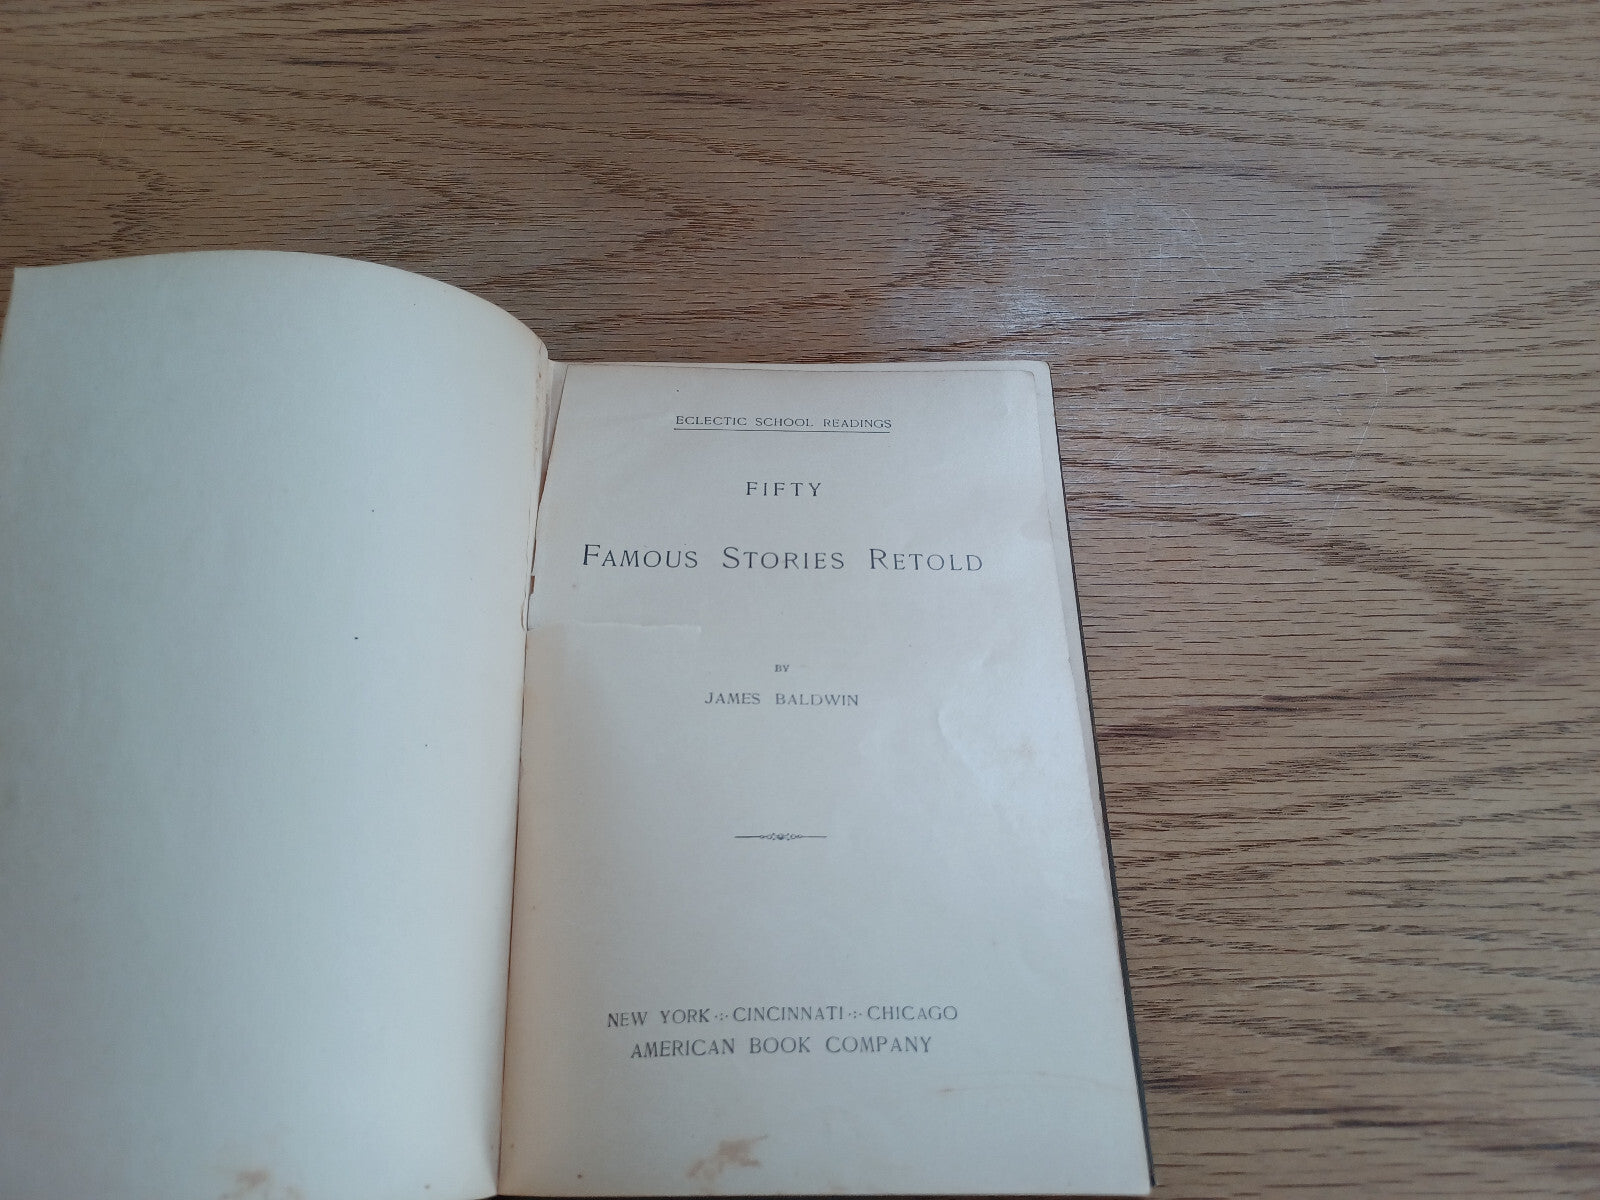 ECLECTIC SCHOOL READINGS
FIFTY
FAMOUS STORIES RETOLD
BY
JAMES BALDWIN
NEW YORK ·:· CINCINNATI ·:· CHICAGO
AMERICAN BOOK COMPANY